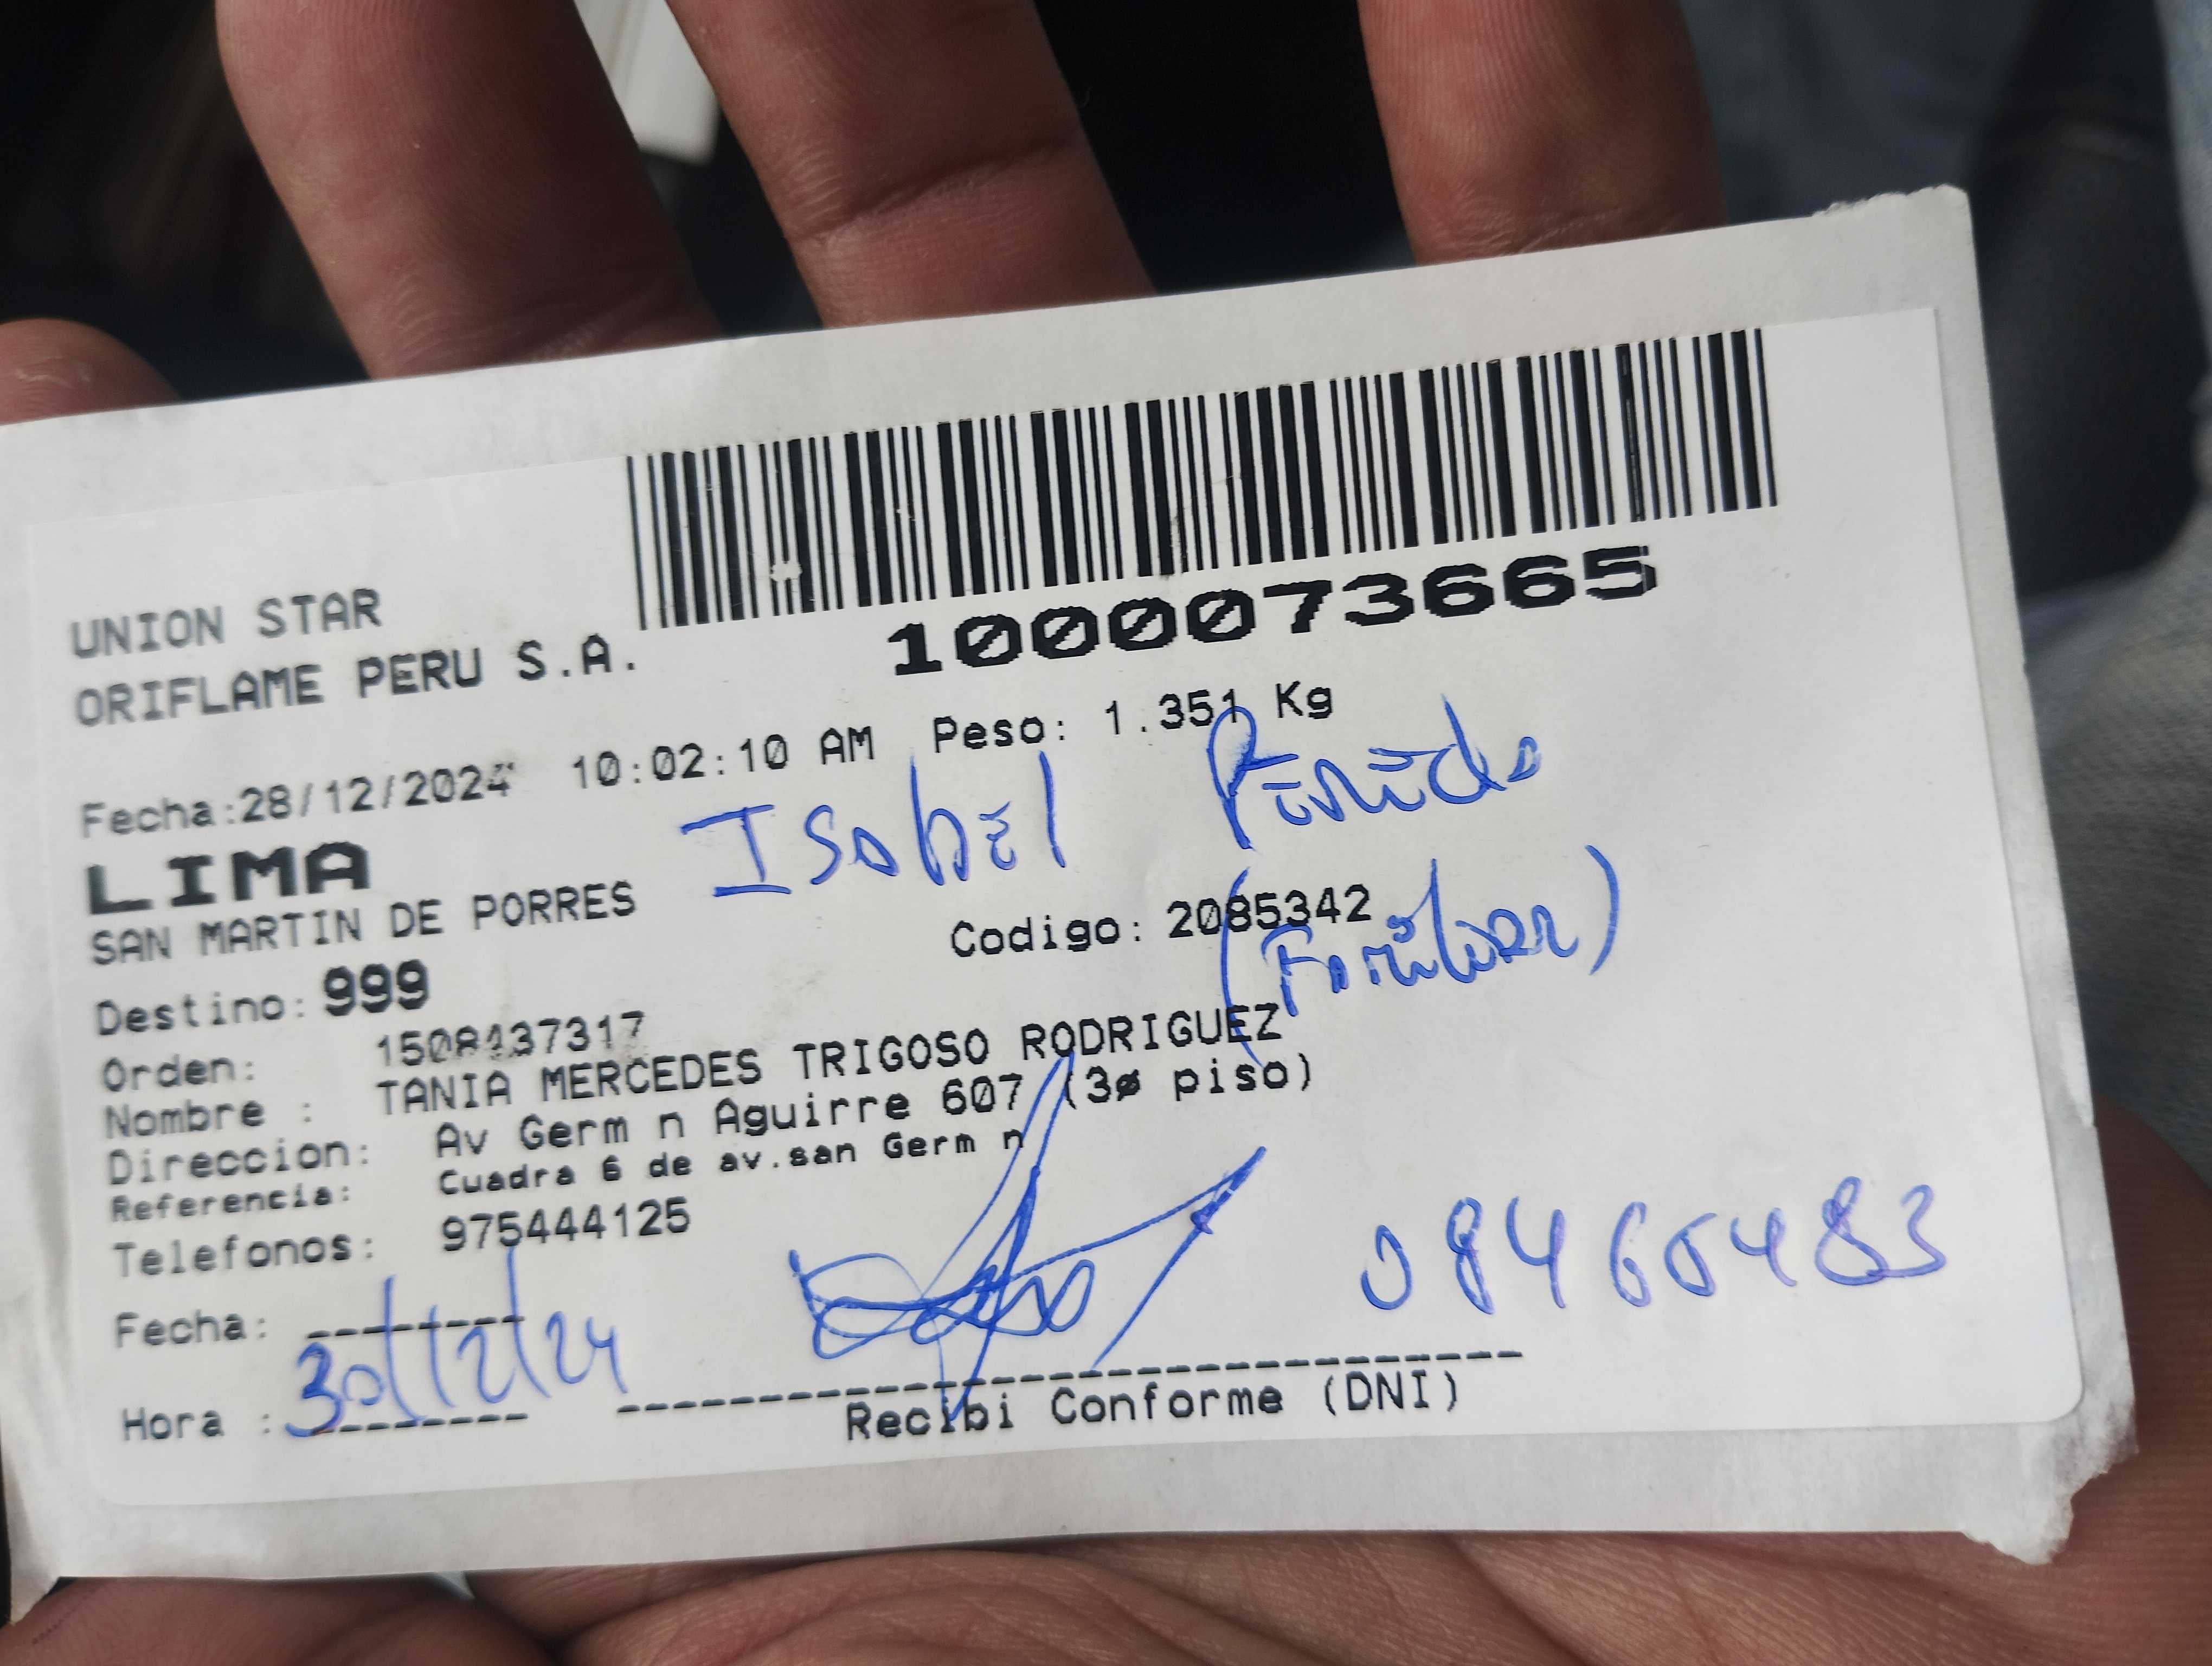 UNION STAR
ORIFLAME PERU S.A.
1000073665
Fecha:28/12/2024 10:02:10 AM Peso: 1.351 Kg
Isabel
LIMA
SAN MARTIN DE PORRES
Codigo: 2085342
(Familiar)
Destino: 999
Orden:
Nombre : TANIA MERCEDES TRIGOSO RODRIGUEZ
Direccion: Av Germ n Aguirre 607 (3ø piso)
Referencia: Cuadra 6 de av.san Germ n
Telefonos: 975444125
Fecha: 30/12/24
08465483
Hora :
Recibi Conforme (DNI)